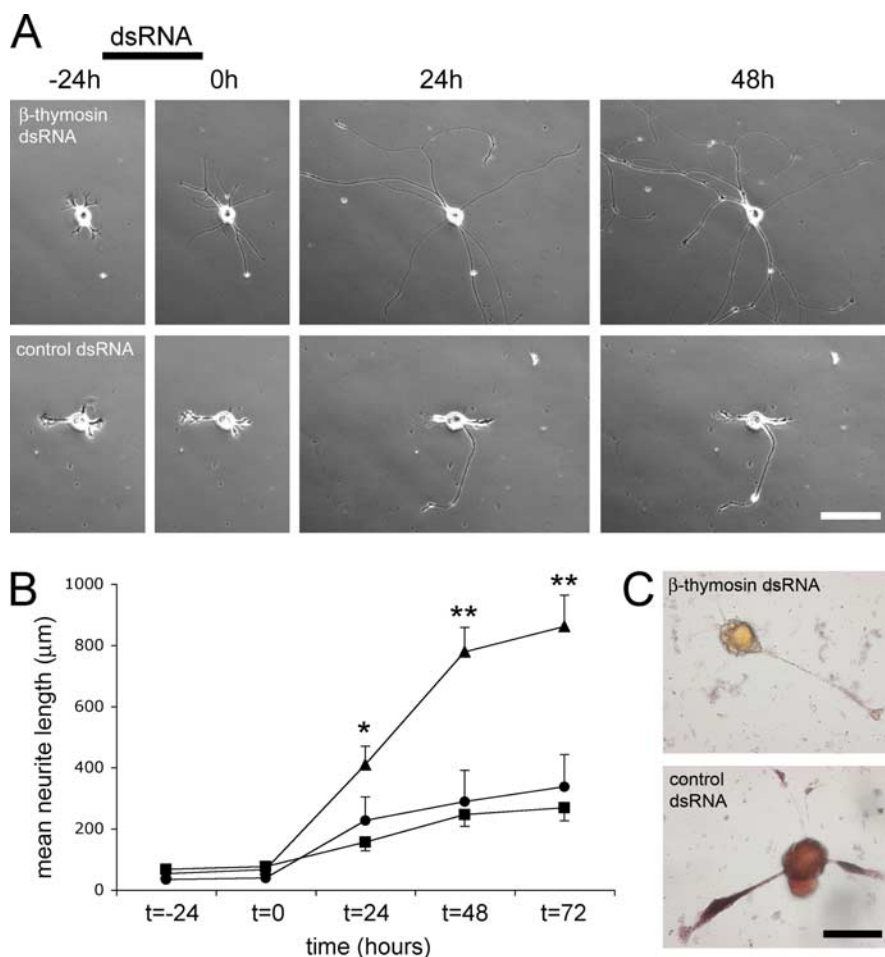 A
dsRNA
-24h 0h 24h 48h
β-thymosin
dsRNA
control dsRNA
B
mean neurite length (μm)
1000
800
600
400
200
0
*
**
**
t=-24 t=0 t=24 t=48 t=72
time (hours)
C
β-thymosin dsRNA
control
dsRNA